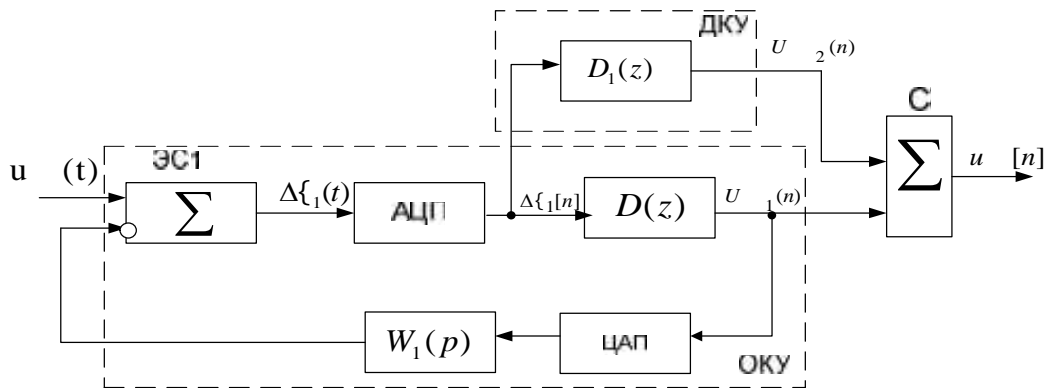 ДКУ
D₁(z)
U ₂(n)
С
ЭС1
u (t)
∑
Δ{₁(t)
АЦП
Δ{₁[n]
D(z)
U ₁(n)
∑
u [n]
W₁(p)
ЦАП
ОКУ